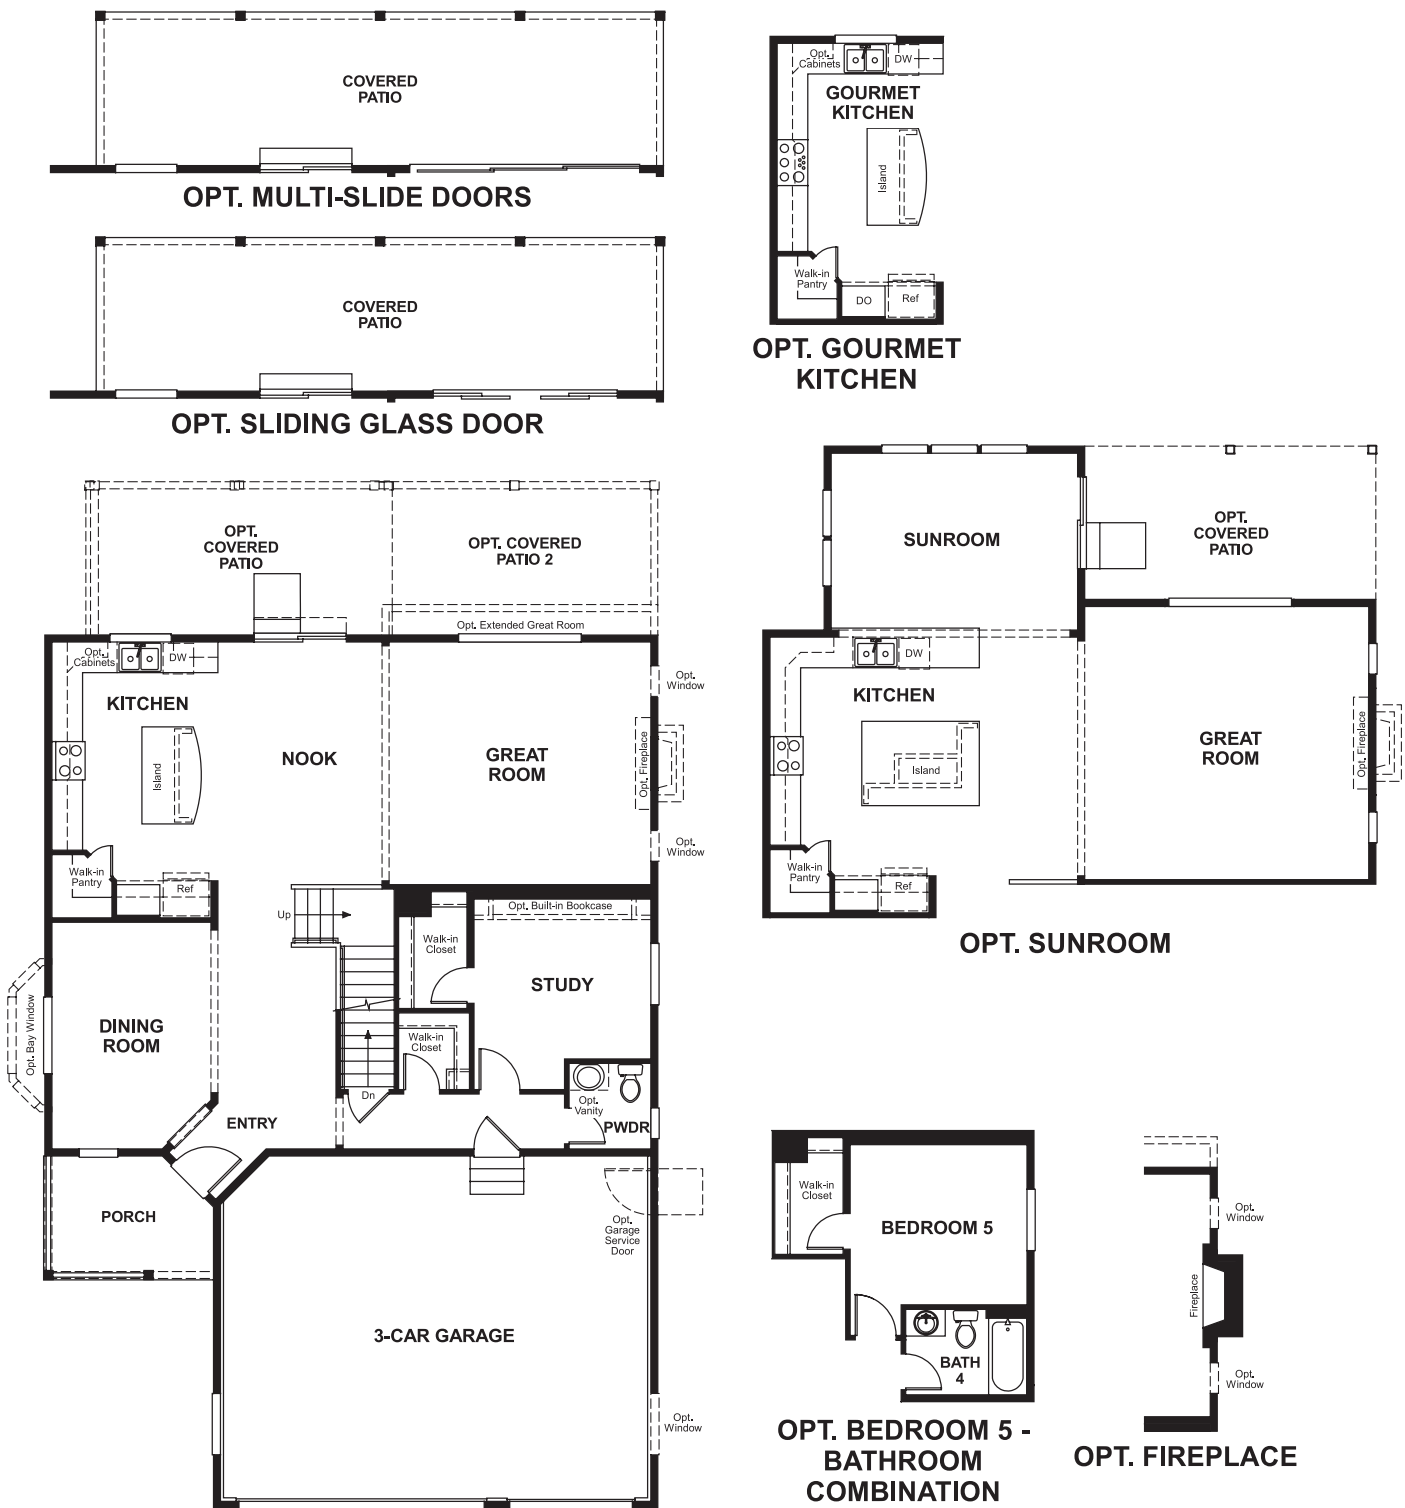 COVERED
PATIO
OPT. MULTI-SLIDE DOORS
COVERED
PATIO
OPT. SLIDING GLASS DOOR
Opt.
Cabinets
DW
GOURMET
KITCHEN
Island
Walk-in
Pantry
DO
Ref
OPT. GOURMET
KITCHEN
OPT.
COVERED
PATIO
OPT. COVERED
PATIO 2
Opt. Extended Great Room
Opt.
Cabinets
DW
KITCHEN
Island
NOOK
GREAT
ROOM
Opt.
Window
Opt. Fireplace
Opt.
Window
Walk-in
Pantry
Ref
Up
Opt. Built-in Bookcase
Walk-in
Closet
STUDY
Opt. Bay Window
DINING
ROOM
Walk-in
Closet
Dn
Opt.
Vanity
PWDR
ENTRY
PORCH
Opt.
Garage
Service
Door
3-CAR GARAGE
Opt.
Window
SUNROOM
OPT.
COVERED
PATIO
DW
KITCHEN
Island
GREAT
ROOM
Opt. Fireplace
Walk-in
Pantry
Ref
OPT. SUNROOM
Walk-in
Closet
BEDROOM 5
BATH
4
OPT. BEDROOM 5 -
BATHROOM
COMBINATION
Opt.
Window
Fireplace
Opt.
Window
OPT. FIREPLACE